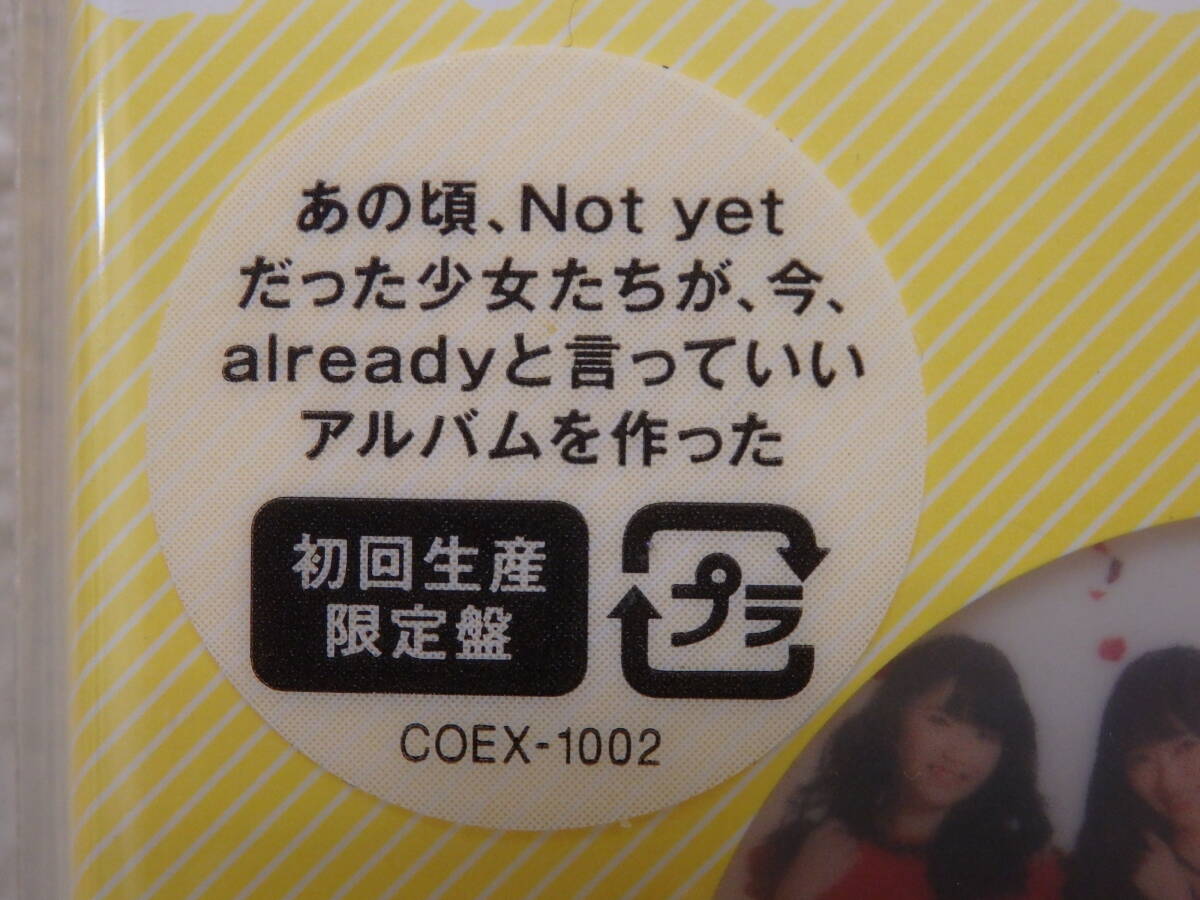 あの頃、Not yet
だった少女たちが、今、
alreadyと言っていい
アルバムを作った
初回生産
限定盤
プラ
COEX-1002